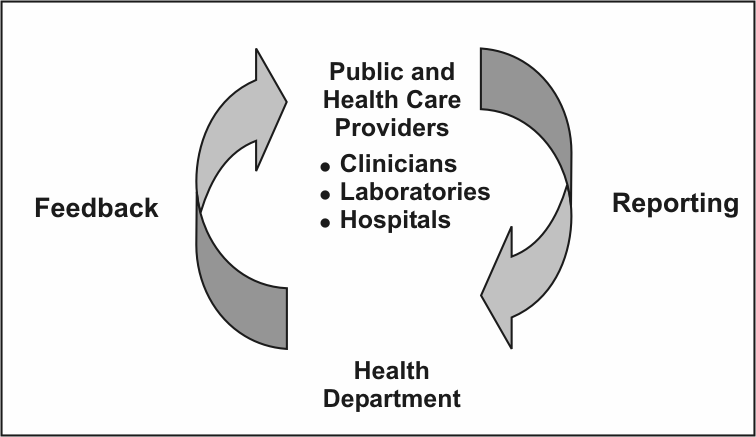 Public and
Health Care
Providers
• Clinicians
• Laboratories
• Hospitals
Feedback
Reporting
Health
Department